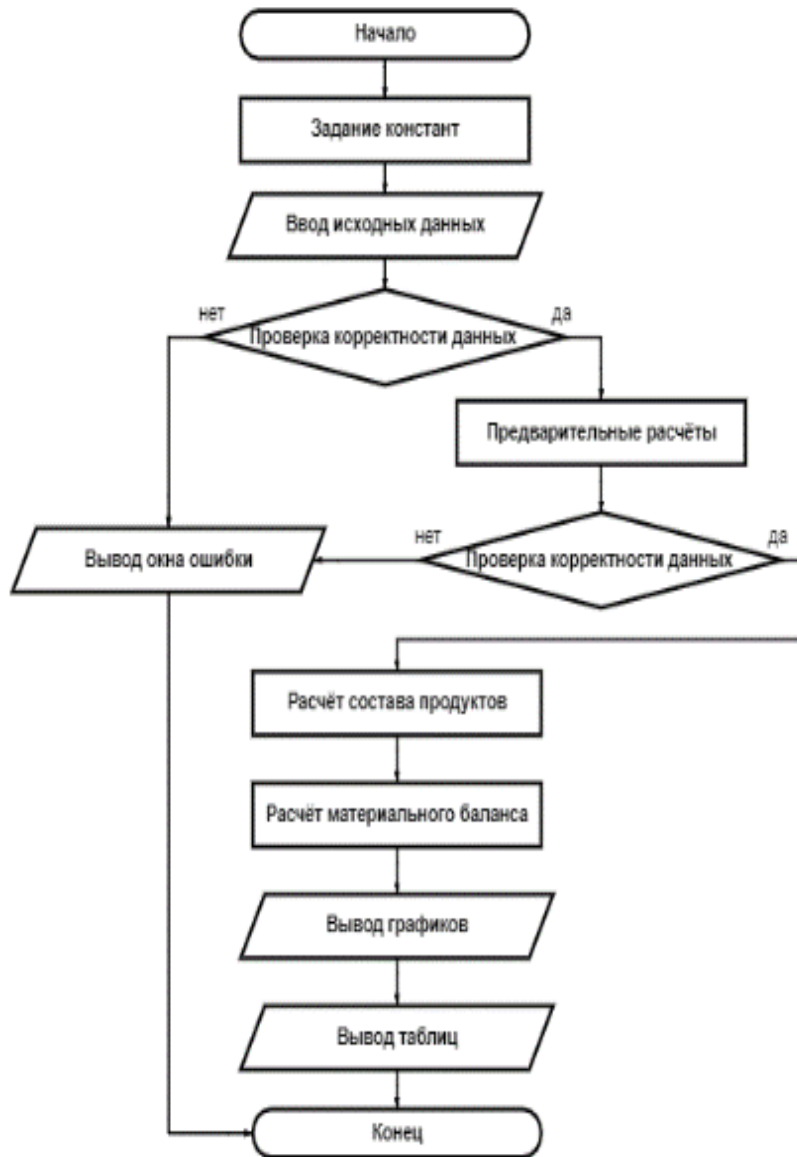 Начало
Задание констант
Ввод исходных данных
нет
да
Проверка корректности данных
Предварительные расчёты
нет
да
Вывод окна ошибки
Проверка корректности данных
Расчёт состава продуктов
Расчёт материального баланса
Вывод графиков
Вывод таблиц
Конец